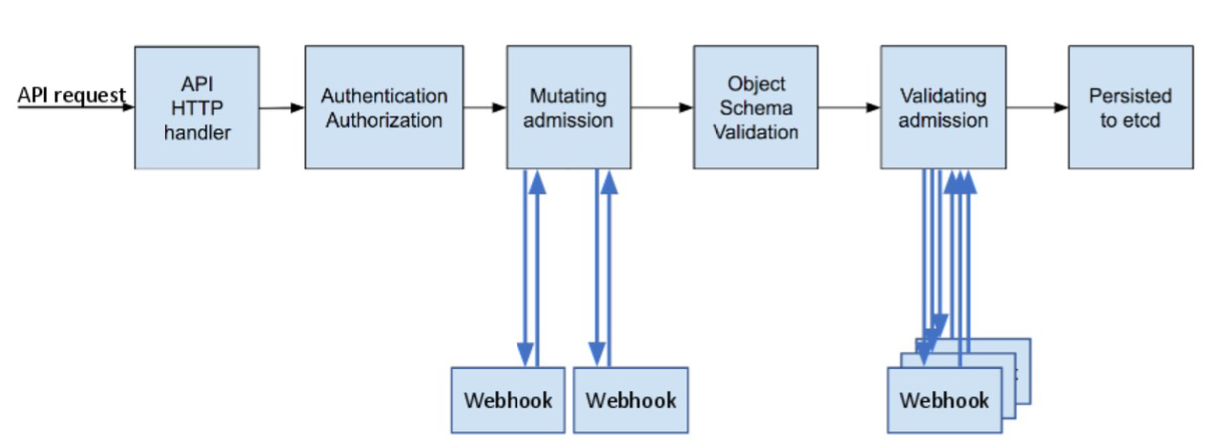 API request
API
HTTP
handler
Authentication
Authorization
Mutating
admission
Object
Schema
Validation
Validating
admission
Persisted
to etcd
Webhook
Webhook
Webhook